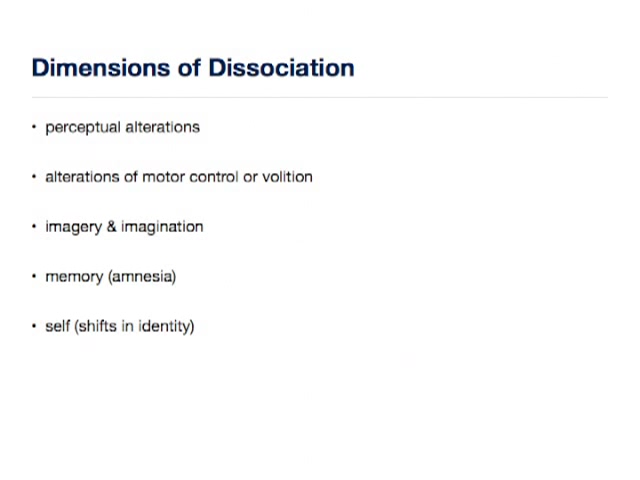 Dimensions of Dissociation
• perceptual alterations
• alterations of motor control or volition
• imagery & imagination
• memory (amnesia)
• self (shifts in identity)